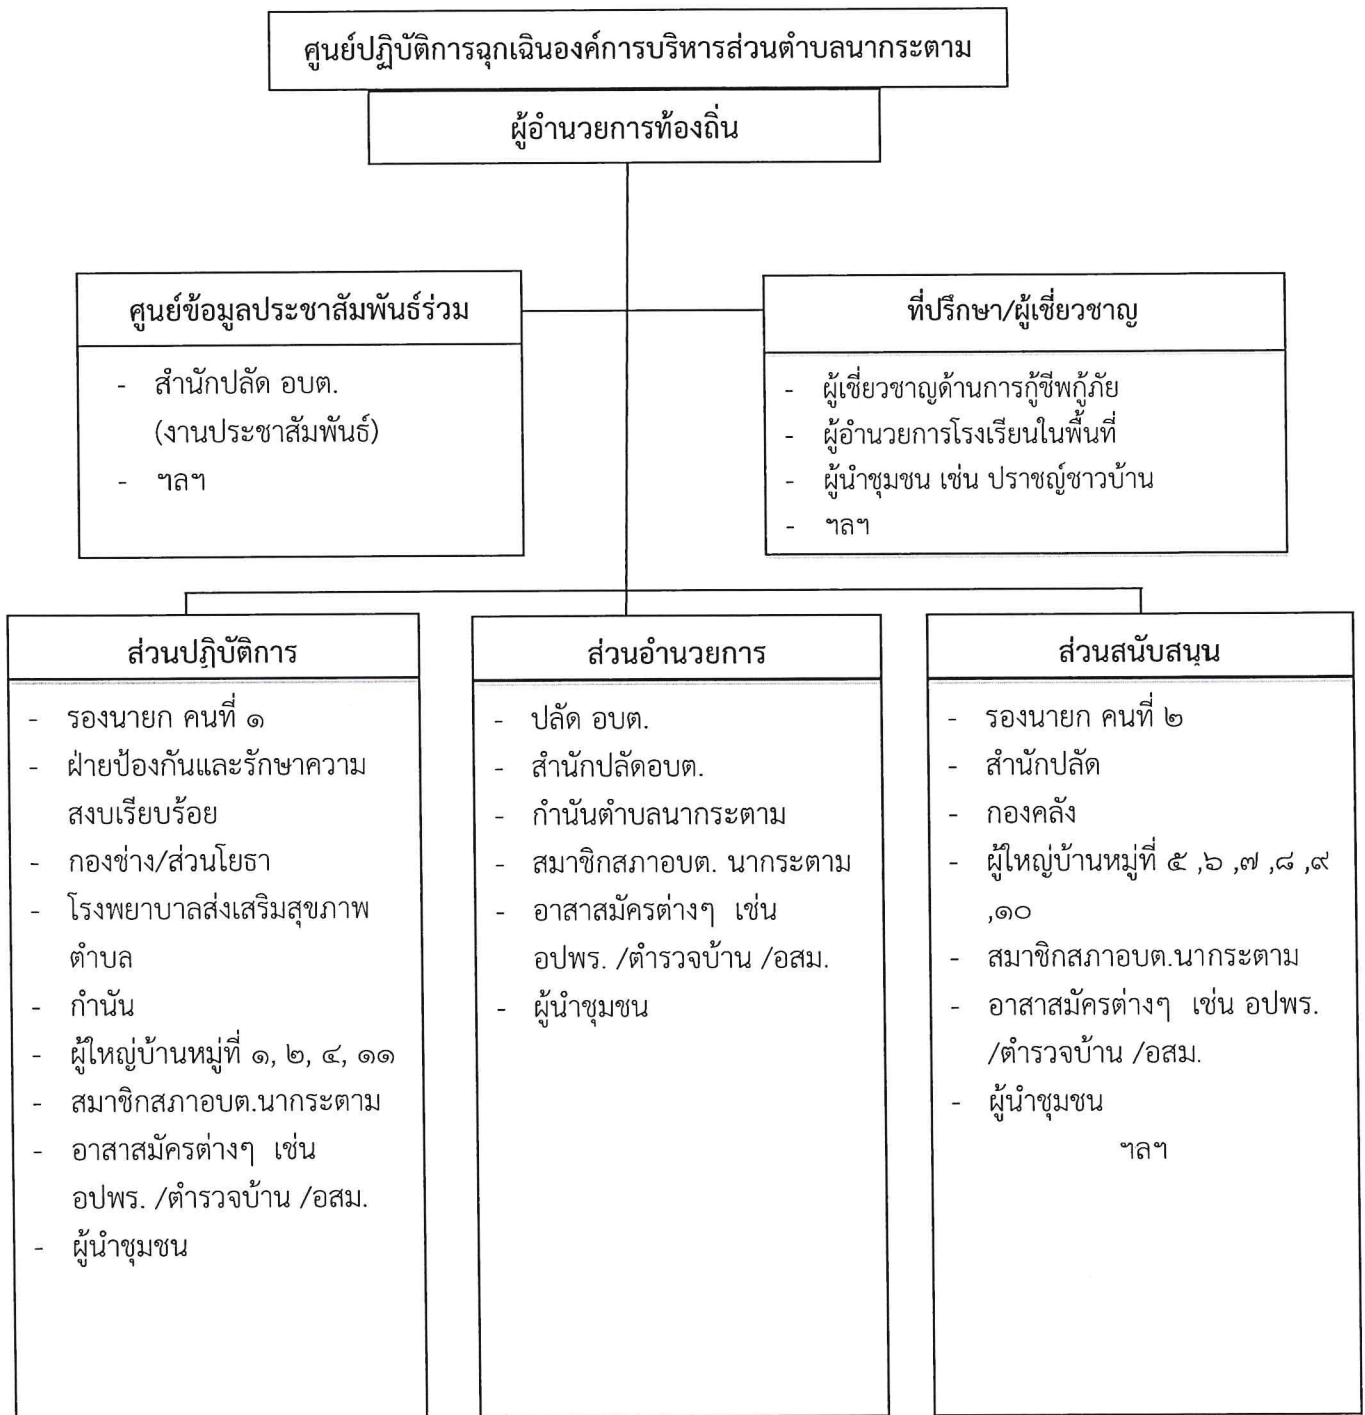 ศูนย์ปฏิบัติการฉุกเฉินองค์การบริหารส่วนตำบลนากระตาม
ผู้อำนวยการท้องถิ่น
ศูนย์ข้อมูลประชาสัมพันธ์ร่วม
- สำนักปลัด อบต.
(งานประชาสัมพันธ์)
- ฯลฯ
ที่ปรึกษา/ผู้เชี่ยวชาญ
- ผู้เชี่ยวชาญด้านการกู้ชีพกู้ภัย
- ผู้อำนวยการโรงเรียนในพื้นที่
- ผู้นำชุมชน เช่น ปราชญ์ชาวบ้าน
- ฯลฯ
ส่วนปฏิบัติการ
- รองนายก คนที่ ๑
- ฝ่ายป้องกันและรักษาความ
สงบเรียบร้อย
- กองช่าง/ส่วนโยธา
- โรงพยาบาลส่งเสริมสุขภาพ
ตำบล
- กำนัน
- ผู้ใหญ่บ้านหมู่ที่ ๑, ๒, ๔, ๑๑
- สมาชิกสภาอบต.นากระตาม
- อาสาสมัครต่างๆ เช่น
อปพร. /ตำรวจบ้าน /อสม.
- ผู้นำชุมชน
ส่วนอำนวยการ
- ปลัด อบต.
- สำนักปลัดอบต.
- กำนันตำบลนากระตาม
- สมาชิกสภาอบต. นากระตาม
- อาสาสมัครต่างๆ เช่น
อปพร. /ตำรวจบ้าน /อสม.
- ผู้นำชุมชน
ส่วนสนับสนุน
- รองนายก คนที่ ๒
- สำนักปลัด
- กองคลัง
- ผู้ใหญ่บ้านหมู่ที่ ๕ ,๖ ,๗ ,๘ ,๙
,๑๐
- สมาชิกสภาอบต.นากระตาม
- อาสาสมัครต่างๆ เช่น อปพร.
/ตำรวจบ้าน /อสม.
- ผู้นำชุมชน
ฯลฯ